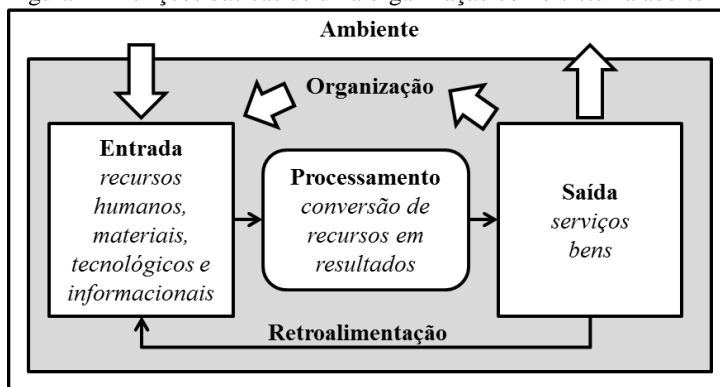 Ambiente
Organização
Entrada
recursos
humanos,
materiais,
tecnológicos e
informacionais
Processamento
conversão de
recursos em
resultados
Saída
serviços
bens
Retroalimentação